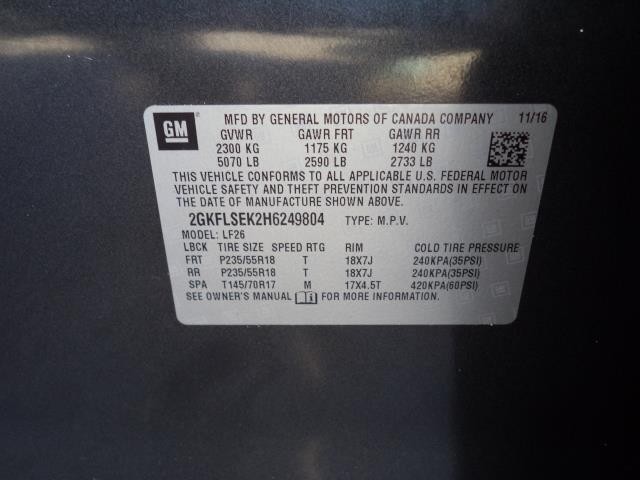 GM
MFD BY GENERAL MOTORS OF CANADA COMPANY 11/16
GVWR GAWR FRT GAWR RR
2300 KG 1175 KG 1240 KG
5070 LB 2590 LB 2733 LB
THIS VEHICLE CONFORMS TO ALL APPLICABLE U.S. FEDERAL MOTOR
VEHICLE SAFETY AND THEFT PREVENTION STANDARDS IN EFFECT ON
THE DATE OF MANUFACTURE SHOWN ABOVE.
2GKFLSEK2H6249804 TYPE: M.P.V.
MODEL: LF26
LBCK TIRE SIZE SPEED RTG RIM COLD TIRE PRESSURE
FRT P235/55R18 T 18X7J 240KPA(35PSI)
RR P235/55R18 T 18X7J 240KPA(35PSI)
SPA T145/70R17 M 17X4.5T 420KPA(60PSI)
SEE OWNER'S MANUAL FOR MORE INFORMATION.